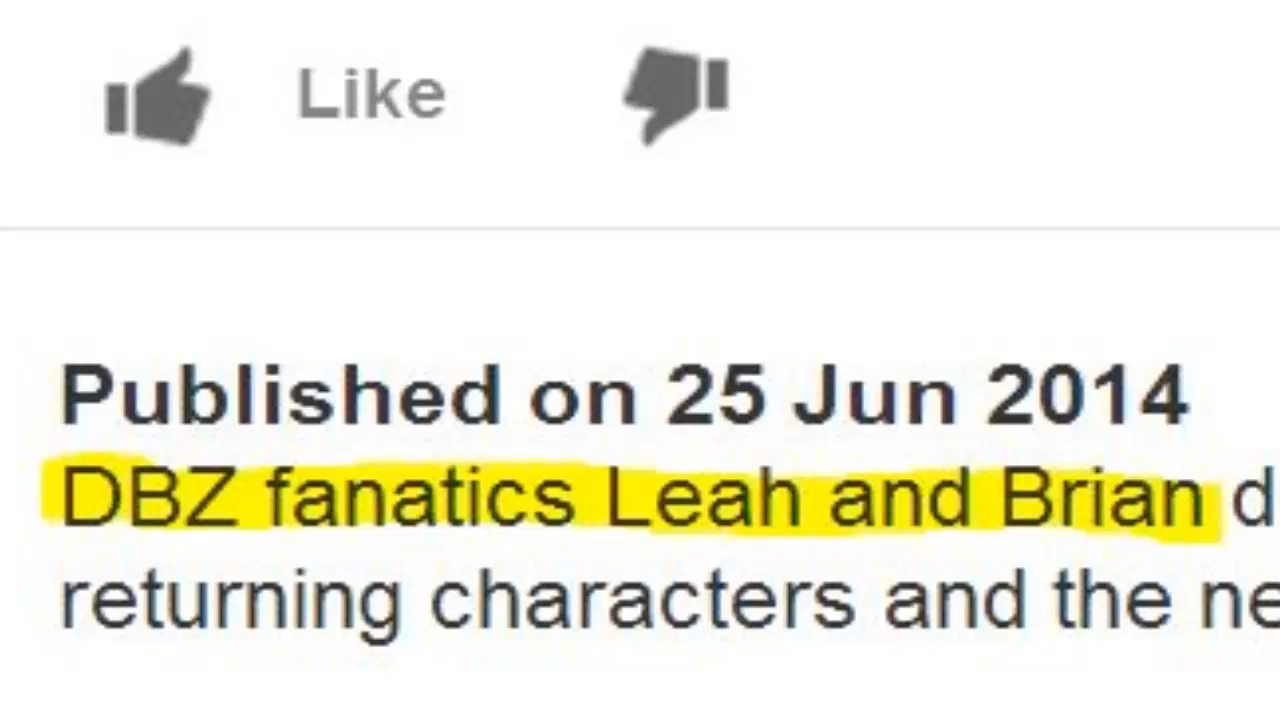 Like
Published on 25 Jun 2014
DBZ fanatics Leah and Brian
returning characters and the